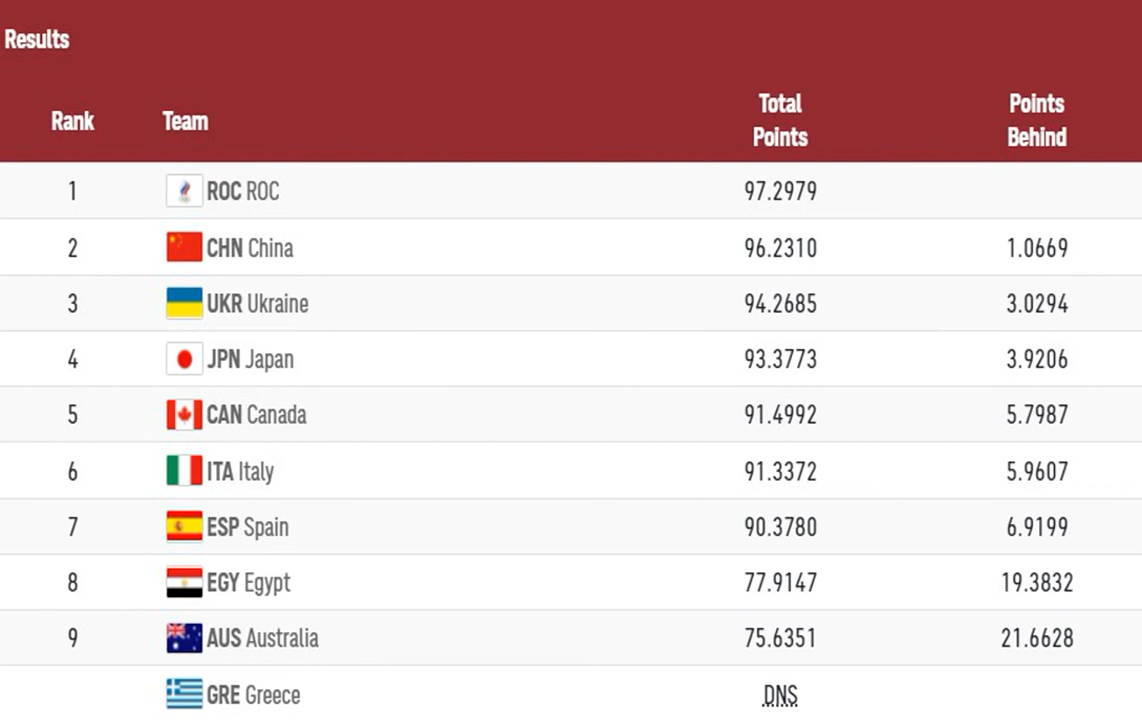 Results
Rank Team Total Points Points Behind
1 ROC ROC 97.2979
2 CHN China 96.2310 1.0669
3 UKR Ukraine 94.2685 3.0294
4 JPN Japan 93.3773 3.9206
5 CAN Canada 91.4992 5.7987
6 ITA Italy 91.3372 5.9607
7 ESP Spain 90.3780 6.9199
8 EGY Egypt 77.9147 19.3832
9 AUS Australia 75.6351 21.6628
GRE Greece DNS